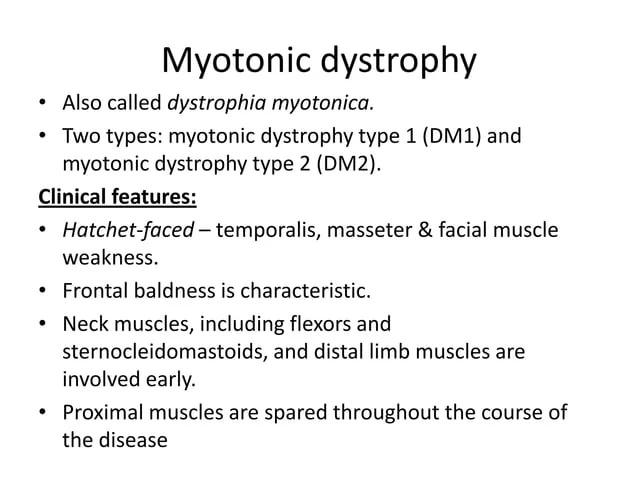 Myotonic dystrophy
• Also called dystrophia myotonica.
• Two types: myotonic dystrophy type 1 (DM1) and
myotonic dystrophy type 2 (DM2).
Clinical features:
• Hatchet-faced – temporalis, masseter & facial muscle
weakness.
• Frontal baldness is characteristic.
• Neck muscles, including flexors and
sternocleidomastoids, and distal limb muscles are
involved early.
• Proximal muscles are spared throughout the course of
the disease